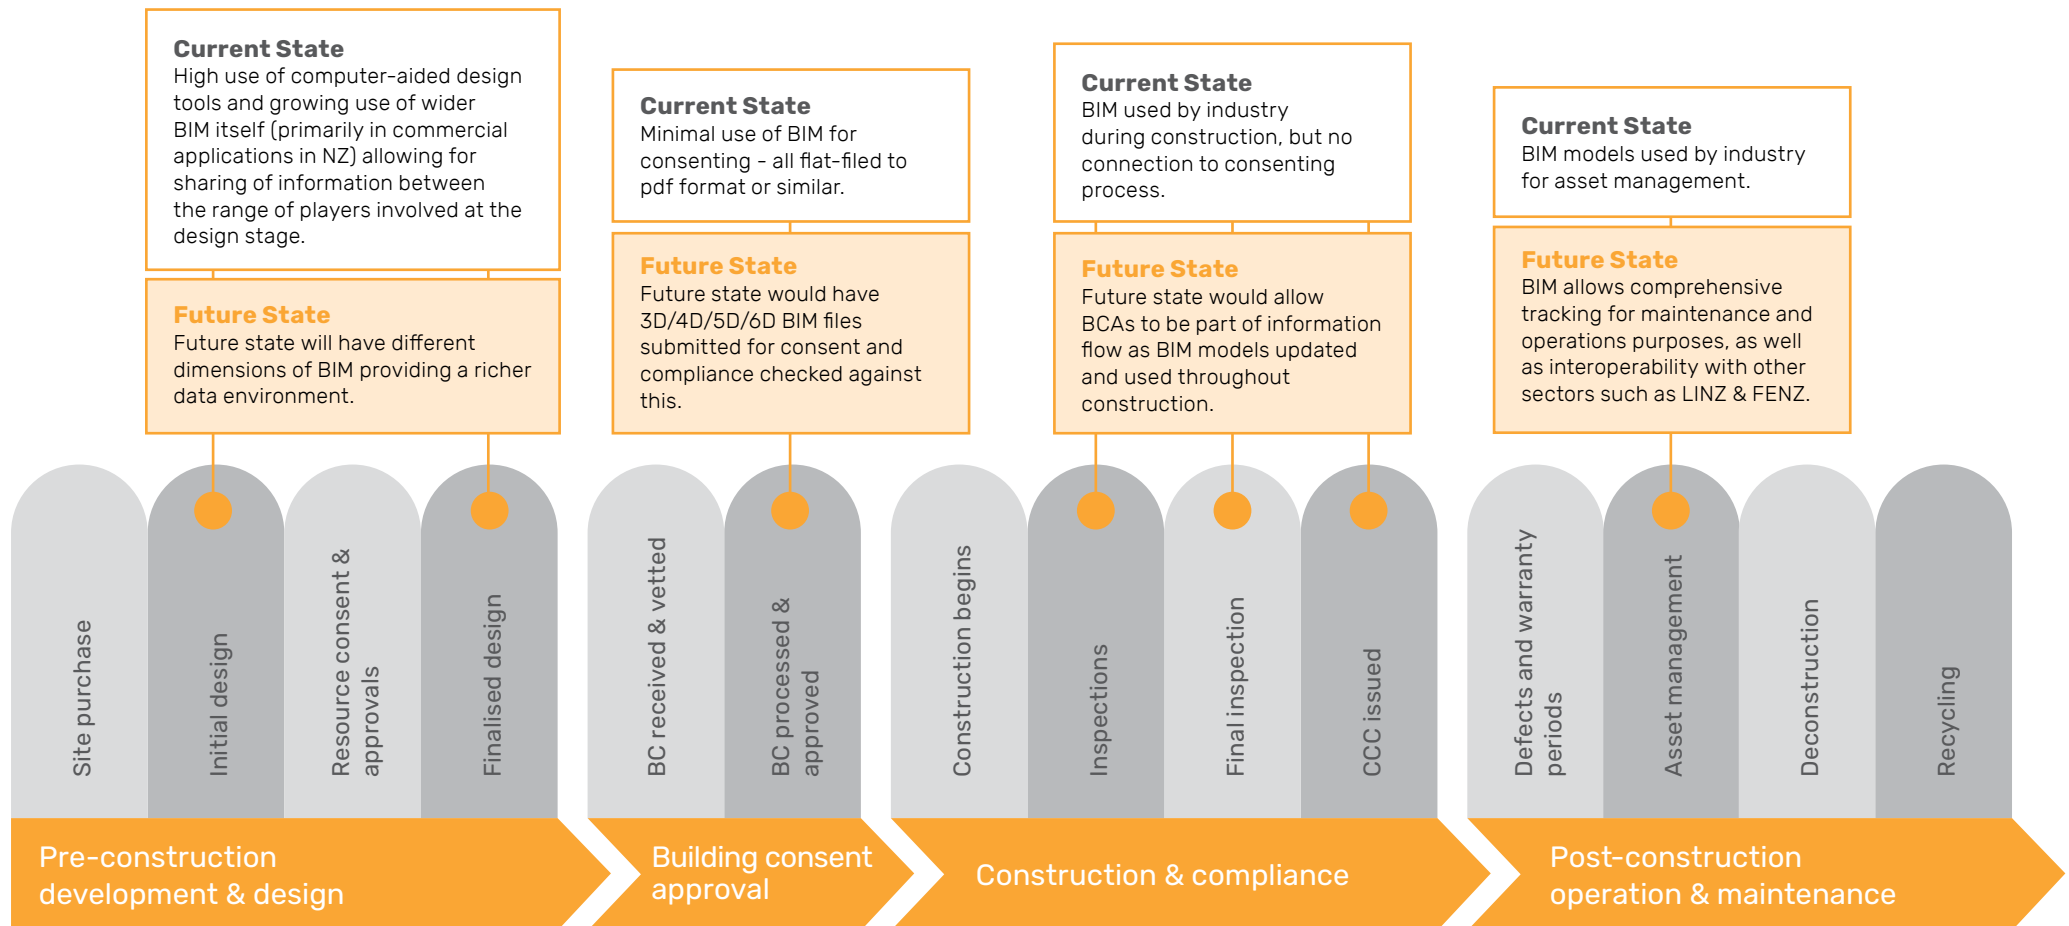 Current State
High use of computer-aided design
tools and growing use of wider
BIM itself (primarily in commercial
applications in NZ) allowing for
sharing of information between
the range of players involved at the
design stage.
Future State
Future state will have different
dimensions of BIM providing a richer
data environment.
Current State
Minimal use of BIM for
consenting - all flat-filed to
pdf format or similar.
Future State
Future state would have
3D/4D/5D/6D BIM files
submitted for consent and
compliance checked against
this.
Current State
BIM used by industry
during construction, but no
connection to consenting
process.
Future State
Future state would allow
BCAs to be part of information
flow as BIM models updated
and used throughout
construction.
Current State
BIM models used by industry
for asset management.
Future State
BIM allows comprehensive
tracking for maintenance and
operations purposes, as well
as interoperability with other
sectors such as LINZ & FENZ.
Site purchase
Initial design
Resource consent &
approvals
Finalised design
BC received & vetted
BC processed &
approved
Construction begins
Inspections
Final inspection
CCC issued
Defects and warranty
periods
Asset management
Deconstruction
Recycling
Pre-construction
development & design
Building consent
approval
Construction & compliance
Post-construction
operation & maintenance